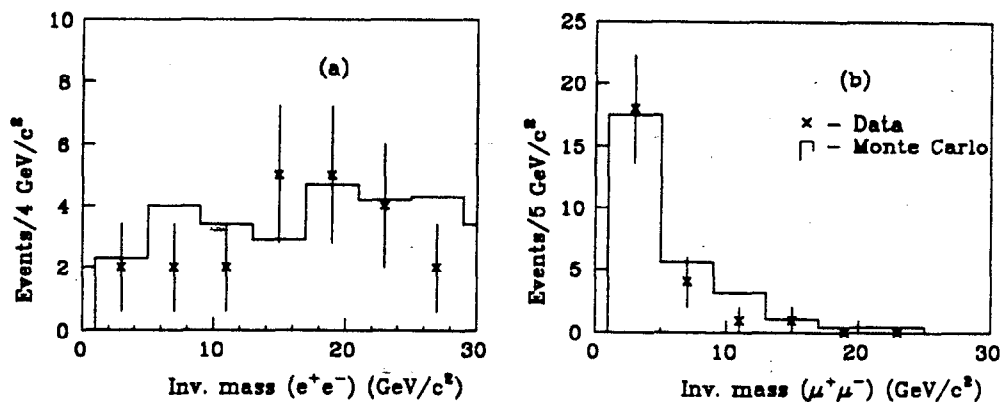 10
8
6
4
2
0
Events/4 GeV/c²
(a)
0 10 20 30
Inv. mass (e⁺e⁻) (GeV/c²)
25
20
15
10
5
0
Events/5 GeV/c²
(b)
× – Data
– Monte Carlo
0 10 20 30
Inv. mass (μ⁺μ⁻) (GeV/c²)